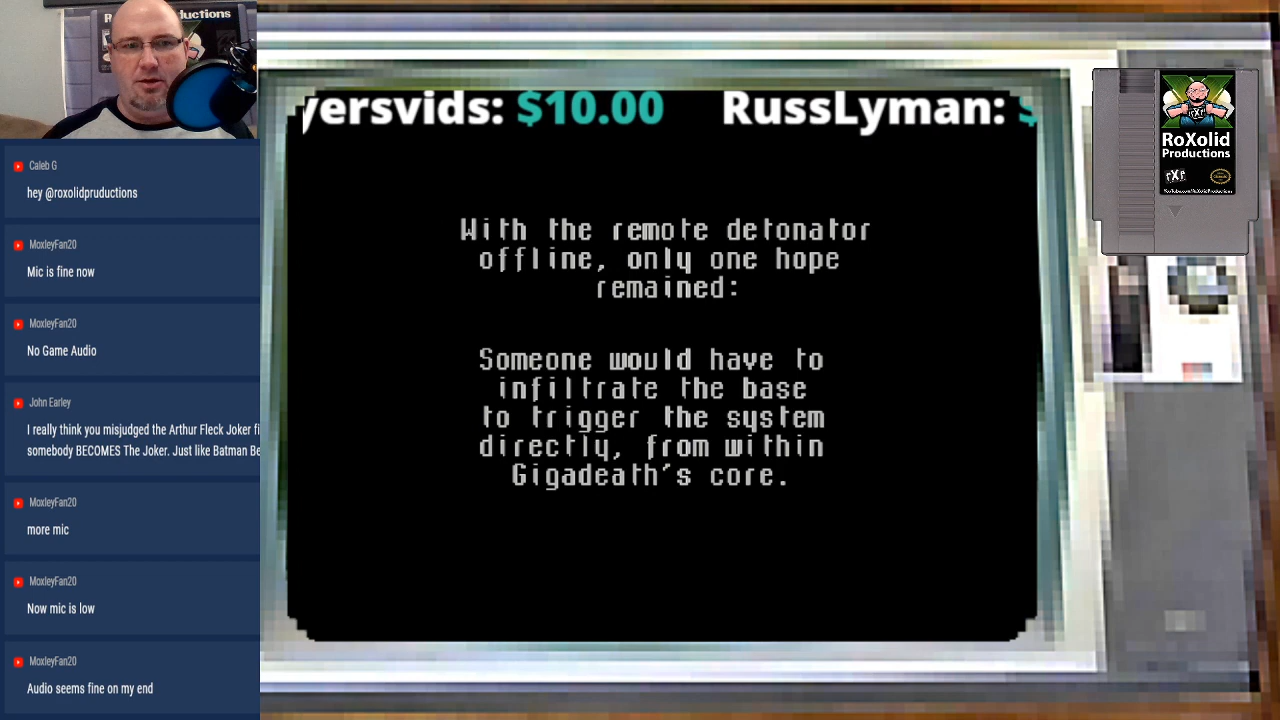 yersvids: $10.00 RussLyman: $
RoXolid
Productions
rXp
Caleb G
hey @roxolidpruductions
MoxleyFan20
Mic is fine now
MoxleyFan20
No Game Audio
John Earley
I really think you misjudged the Arthur Fleck Joker fi
somebody BECOMES The Joker. Just like Batman Be
MoxleyFan20
more mic
MoxleyFan20
Now mic is low
MoxleyFan20
Audio seems fine on my end
With the remote detonator
offline, only one hope
remained:
Someone would have to
infiltrate the base
to trigger the system
directly, from within
Gigadeath's core.